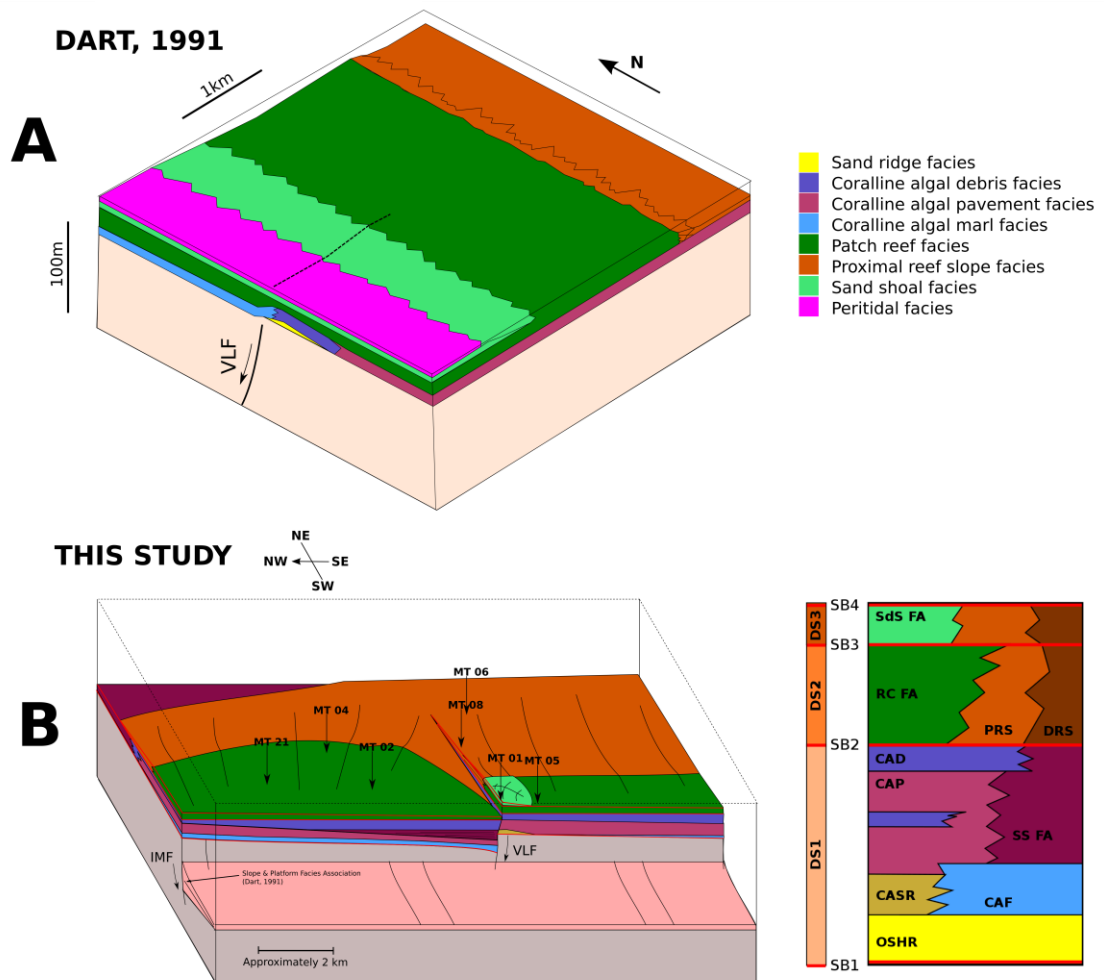 DART, 1991
A
1km
N
100m
VLF
Sand ridge facies
Coralline algal debris facies
Coralline algal pavement facies
Coralline algal marl facies
Patch reef facies
Proximal reef slope facies
Sand shoal facies
Peritidal facies
THIS STUDY
NE
NW
SE
SW
B
MT 06
MT 08
MT 04
MT 21
MT 02
MT 01
MT 05
IMF
VLF
Slope & Platform Facies Association
(Dart, 1991)
Approximately 2 km
DS3
DS2
DS1
SB4
SB3
SB2
SB1
SdS FA
RC FA
PRS
DRS
CAD
CAP
SS FA
CASR
CAF
OSHR